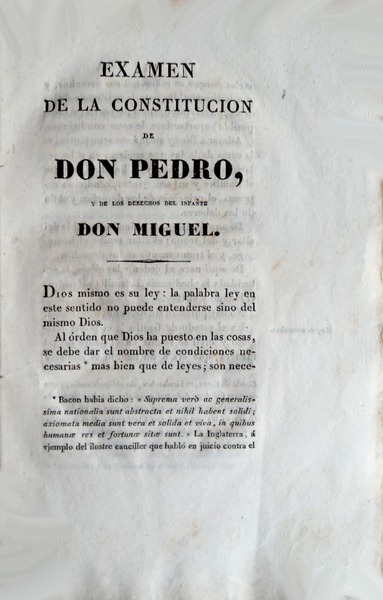 EXAMEN
DE LA CONSTITUCION
DE
DON PEDRO,
Y DE LOS DERECHOS DEL INFANTE
DON MIGUEL.
Dios mismo es su ley : la palabra ley en
este sentido no puede entenderse sino del
mismo Dios.
Al órden que Dios ha puesto en las cosas,
se debe dar el nombre de condiciones ne-
cesarias * mas bien que de leyes ; son nece-
* Bacon habia dicho : « Suprema verò ac generalis-
sima nationalia sunt abstracta et nihil habent solidi;
axiomata media sunt vera et solida et viva, in quibus
humanæ res et fortunæ sitæ sunt. » La Inglaterra, á
ejemplo del ilustre canciller que habló en juicio contra el